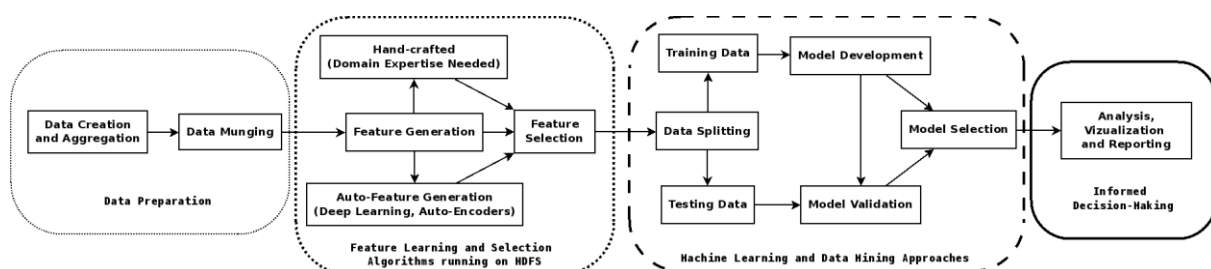 Data Creation
and Aggregation
Data Munging
Data Preparation
Hand-crafted
(Domain Expertise Needed)
Feature Generation
Feature
Selection
Auto-Feature Generation
(Deep Learning, Auto-Encoders)
Feature Learning and Selection
Algorithms running on HDFS
Training Data
Model Development
Data Splitting
Model Selection
Testing Data
Model Validation
Machine Learning and Data Mining Approaches
Analysis,
Vizualization
and Reporting
Informed
Decision-Making